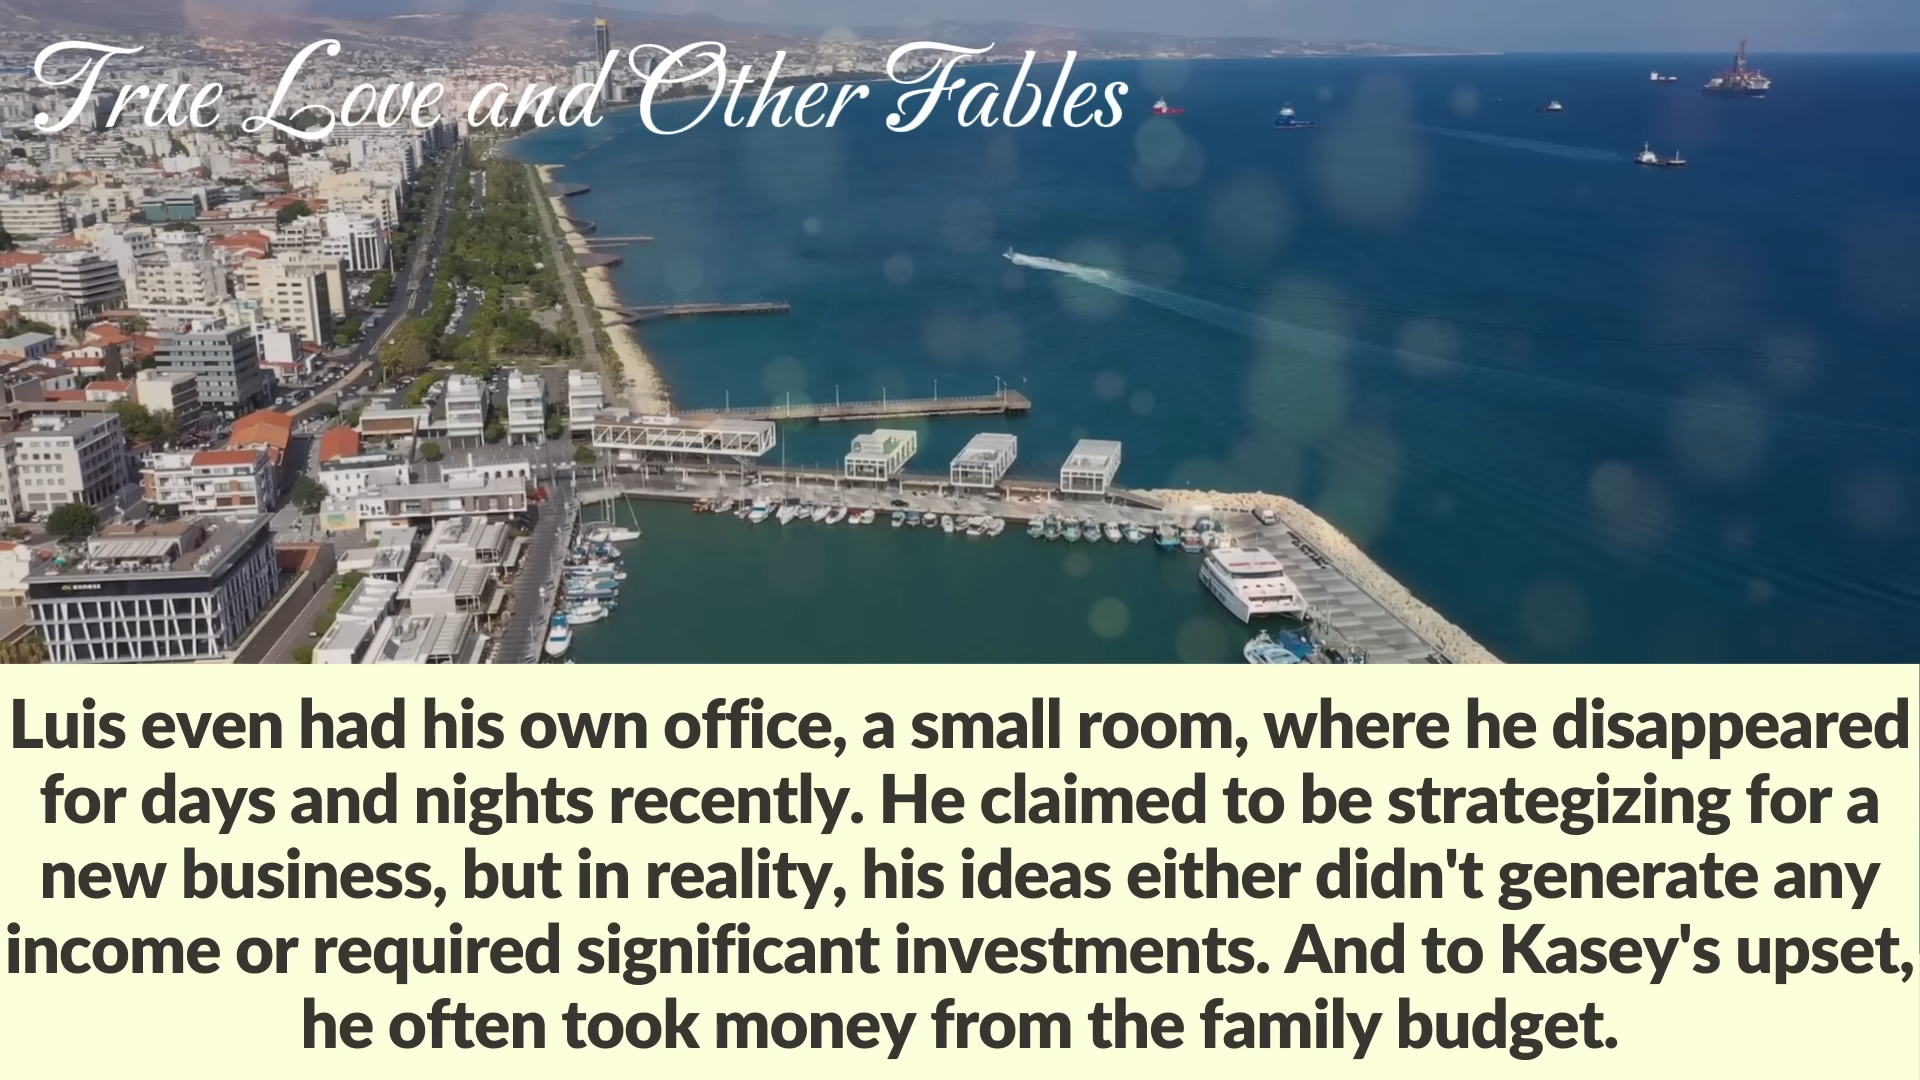 True Love and Other Fables
EXNESS
Luis even had his own office, a small room, where he disappeared
for days and nights recently. He claimed to be strategizing for a
new business, but in reality, his ideas either didn't generate any
income or required significant investments. And to Kasey's upset,
he often took money from the family budget.